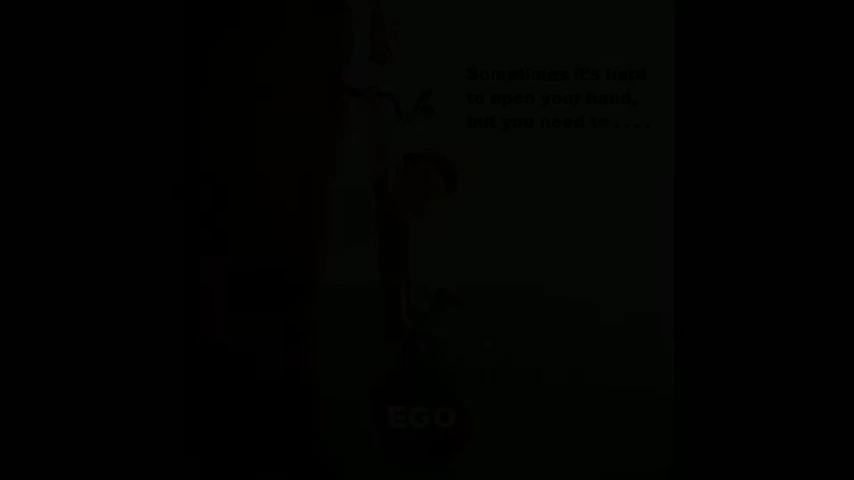 Sometimes it's hard
to open your hand,
but you need to . . . .
EGO